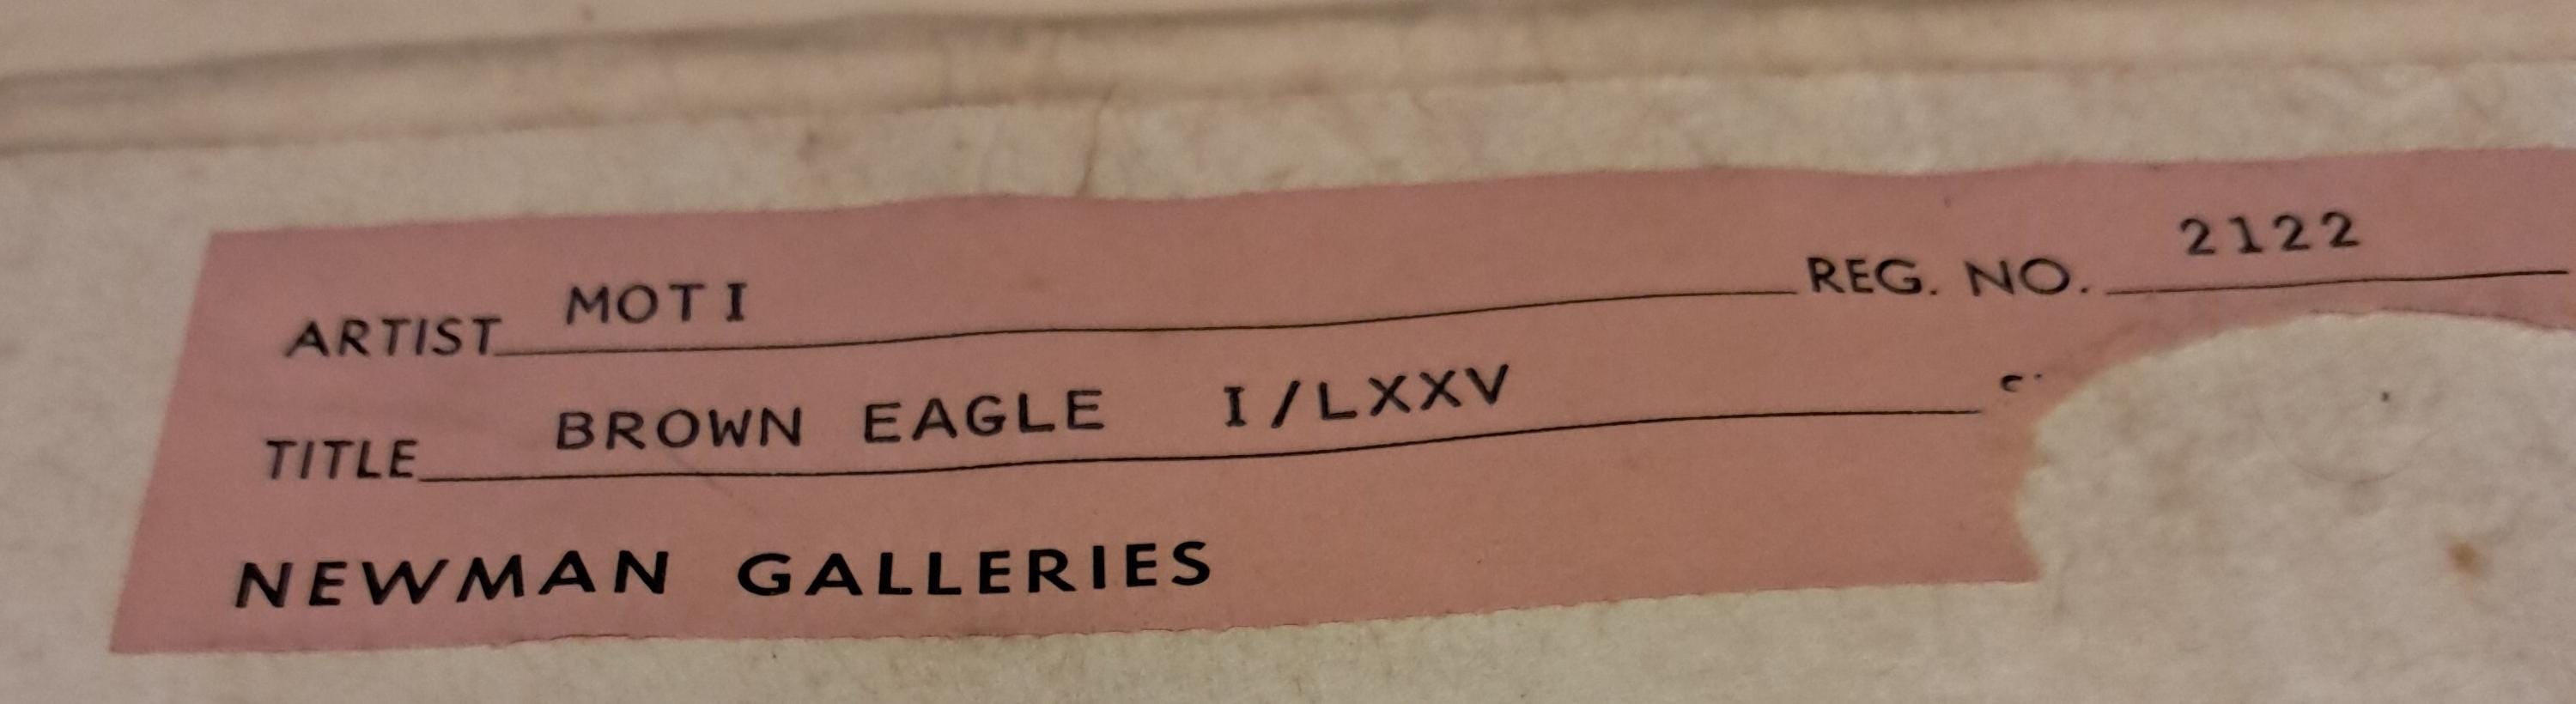 ARTIST MOTI REG. NO. 2122
TITLE BROWN EAGLE I/LXXV
NEWMAN GALLERIES